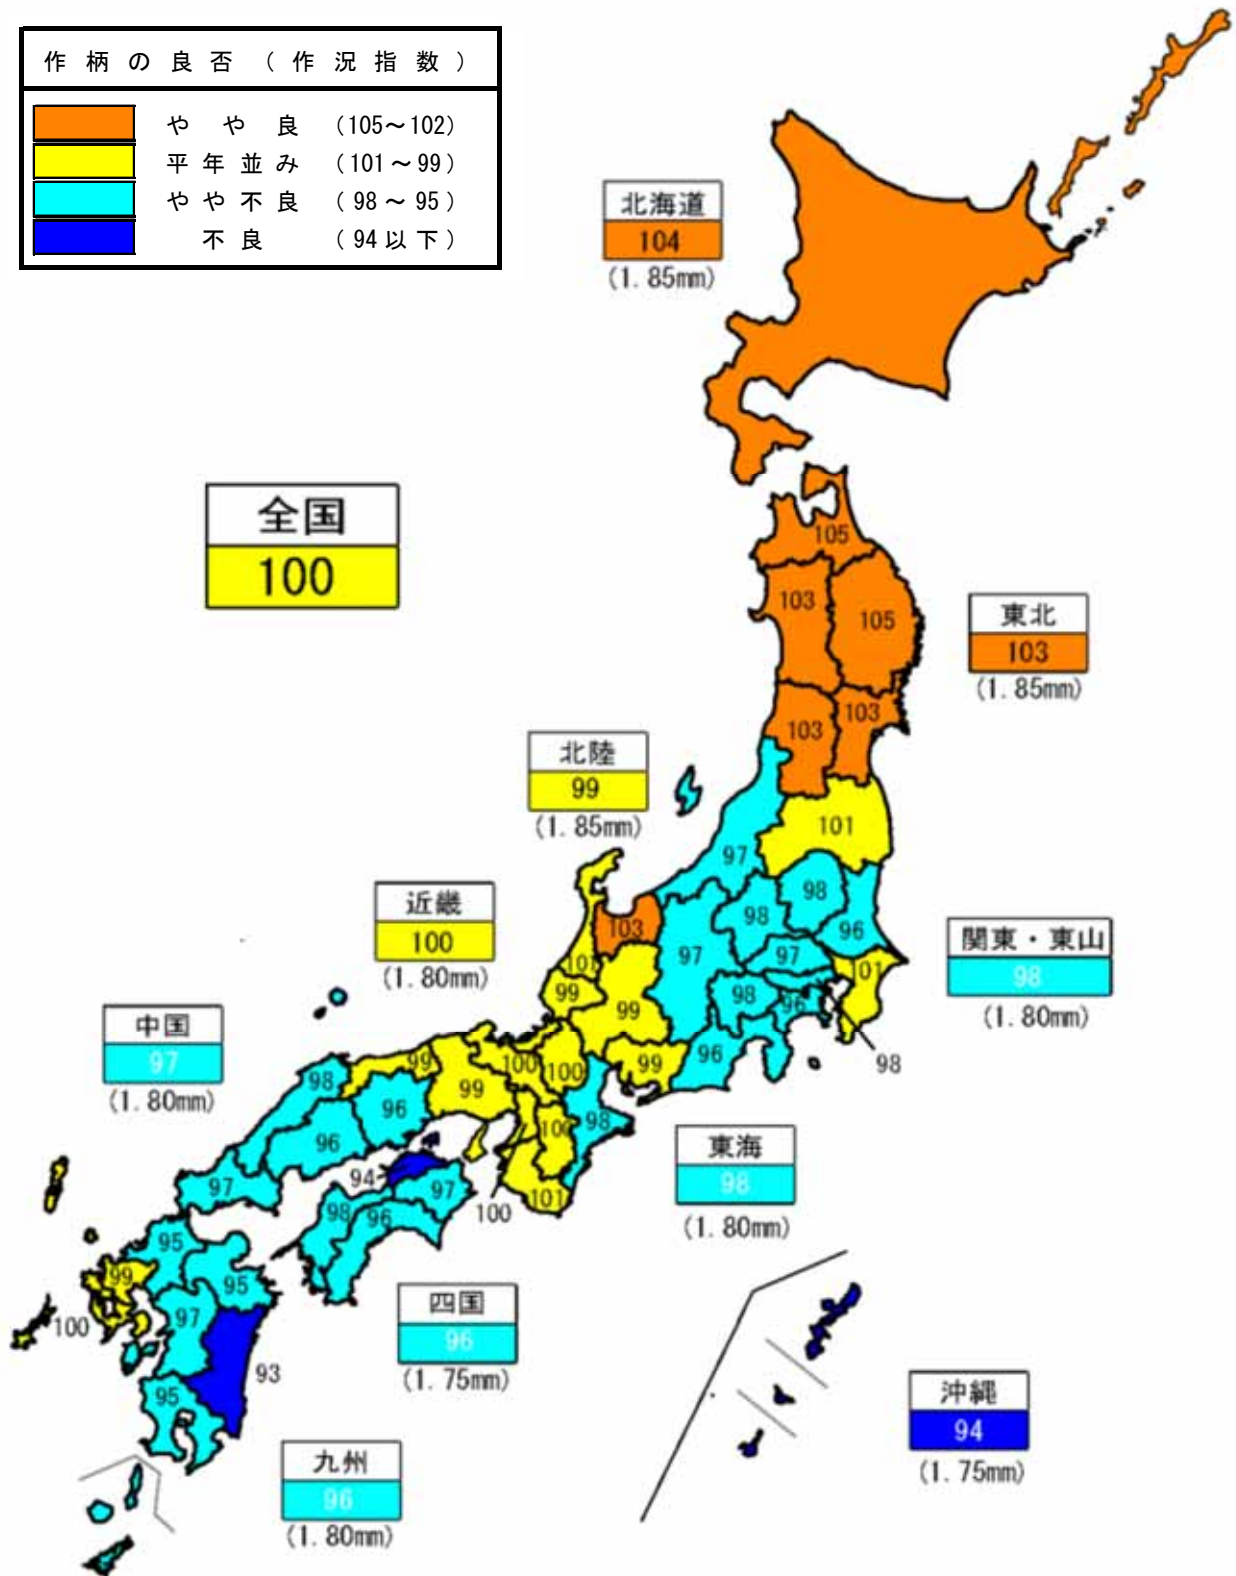 作柄の良否(作況指数)
やや良 (105～102)
平年並み (101～99)
やや不良 (98～95)
不良 (94以下)
北海道
104
(1.85mm)
全国
100
105
103
105
東北
103
(1.85mm)
103
103
北陸
99
(1.85mm)
101
97
98
98
96
近畿
100
(1.80mm)
103
97
97
101
関東・東山
98
(1.80mm)
101
99
99
98
96
98
中国
97
(1.80mm)
99
100
100
99
96
98
96
99
98
東海
98
(1.80mm)
96
100
94
97
97
98
96
101
100
95
99
95
97
100
93
95
四国
96
(1.75mm)
沖縄
94
(1.75mm)
九州
96
(1.80mm)